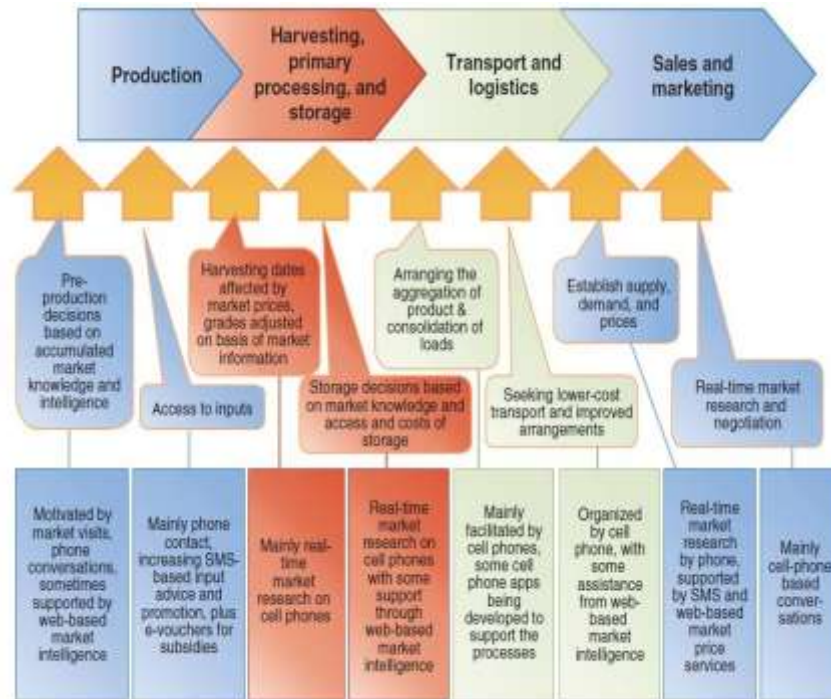 Production
Harvesting,
primary
processing, and
storage
Transport and
logistics
Sales and
marketing
Pre-
production
decisions
based on
accumulated
market
knowledge and
intelligence
Access to inputs
Harvesting dates
affected by
market prices,
grades adjusted
on basis of market
information
Storage decisions based
on market knowledge and
access and costs of
storage
Arranging the
aggregation of
product &
consolidation of
loads
Seeking lower-cost
transport and improved
arrangements
Establish supply,
demand, and
prices
Real-time market
research and
negotiation
Motivated by
market visits,
phone
conversations,
sometimes
supported by
web-based
market
intelligence
Mainly phone
contact,
increasing SMS-
based input
advice and
promotion, plus
e-vouchers for
subsidies
Mainly real-
time
market
research on
cell phones
Real-time
market
research on
cell phones
with some
support
through
web-based
market
intelligence
Mainly
facilitated by
cell phones,
some cell
phone apps
being
developed to
support the
processes
Organized by
cell phone, with
some
assistance
from web-
based
market
intelligence
Real-time
market
research
by phone,
supported
by SMS and
web-based
market
price
services
Mainly
cell-phone
based
conver-
sations